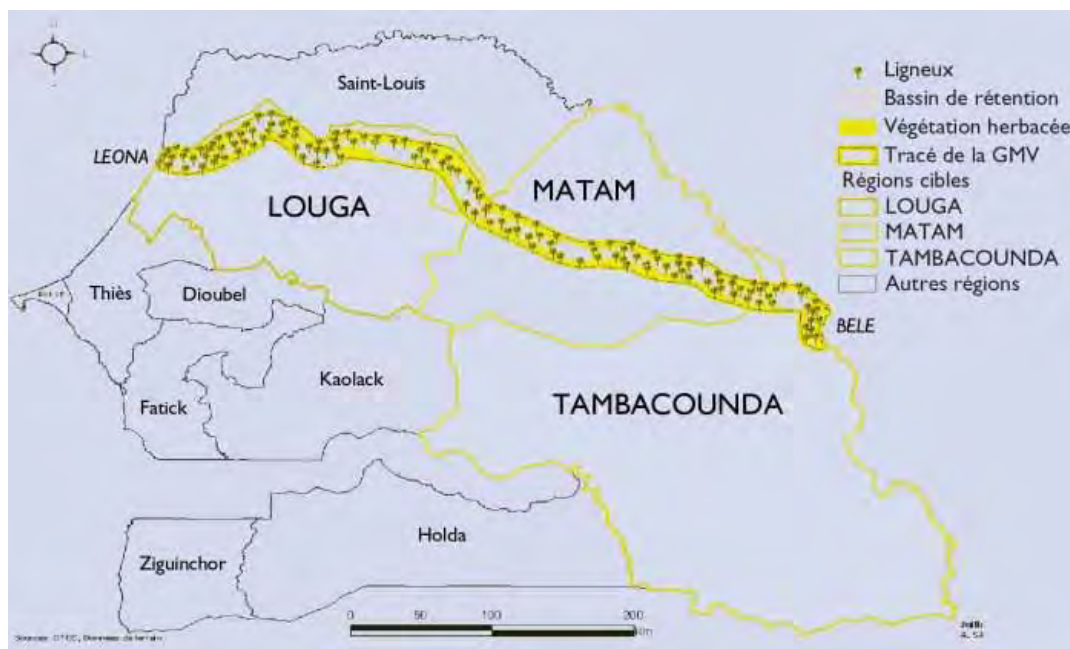 Saint-Louis
LEONA
LOUGA
MATAM
Thiès
Dioubel
BELE
Kaolack
Fatick
TAMBACOUNDA
Holda
Ziguinchor
Ligneux
Bassin de rétention
Végétation herbacée
Tracé de la GMV
Régions cibles
LOUGA
MATAM
TAMBACOUNDA
Autres régions
0 50 100 200